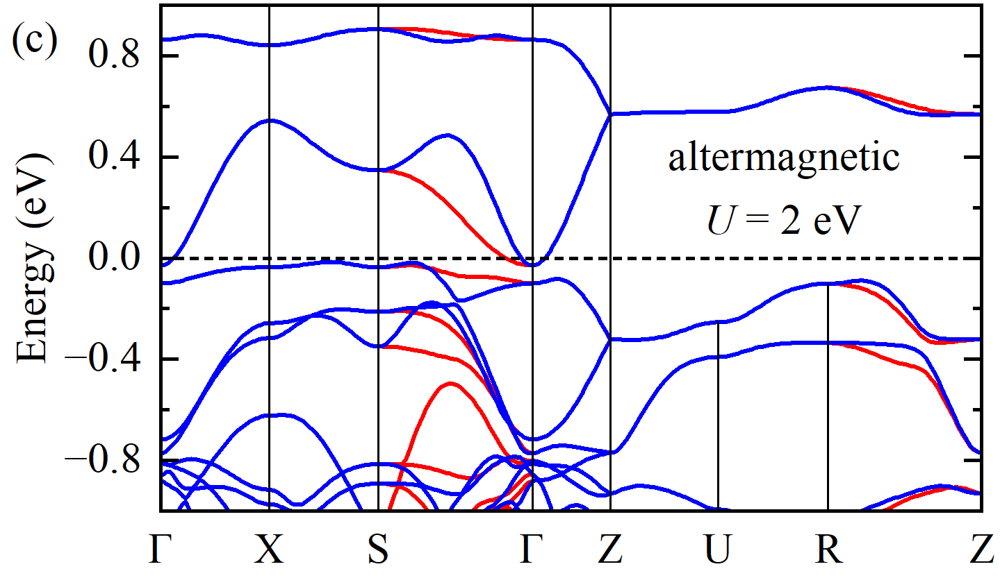 (c)
Energy (eV)
0.8
0.4
0.0
−0.4
−0.8
altermagnetic
U = 2 eV
Γ X S Γ Z U R Z